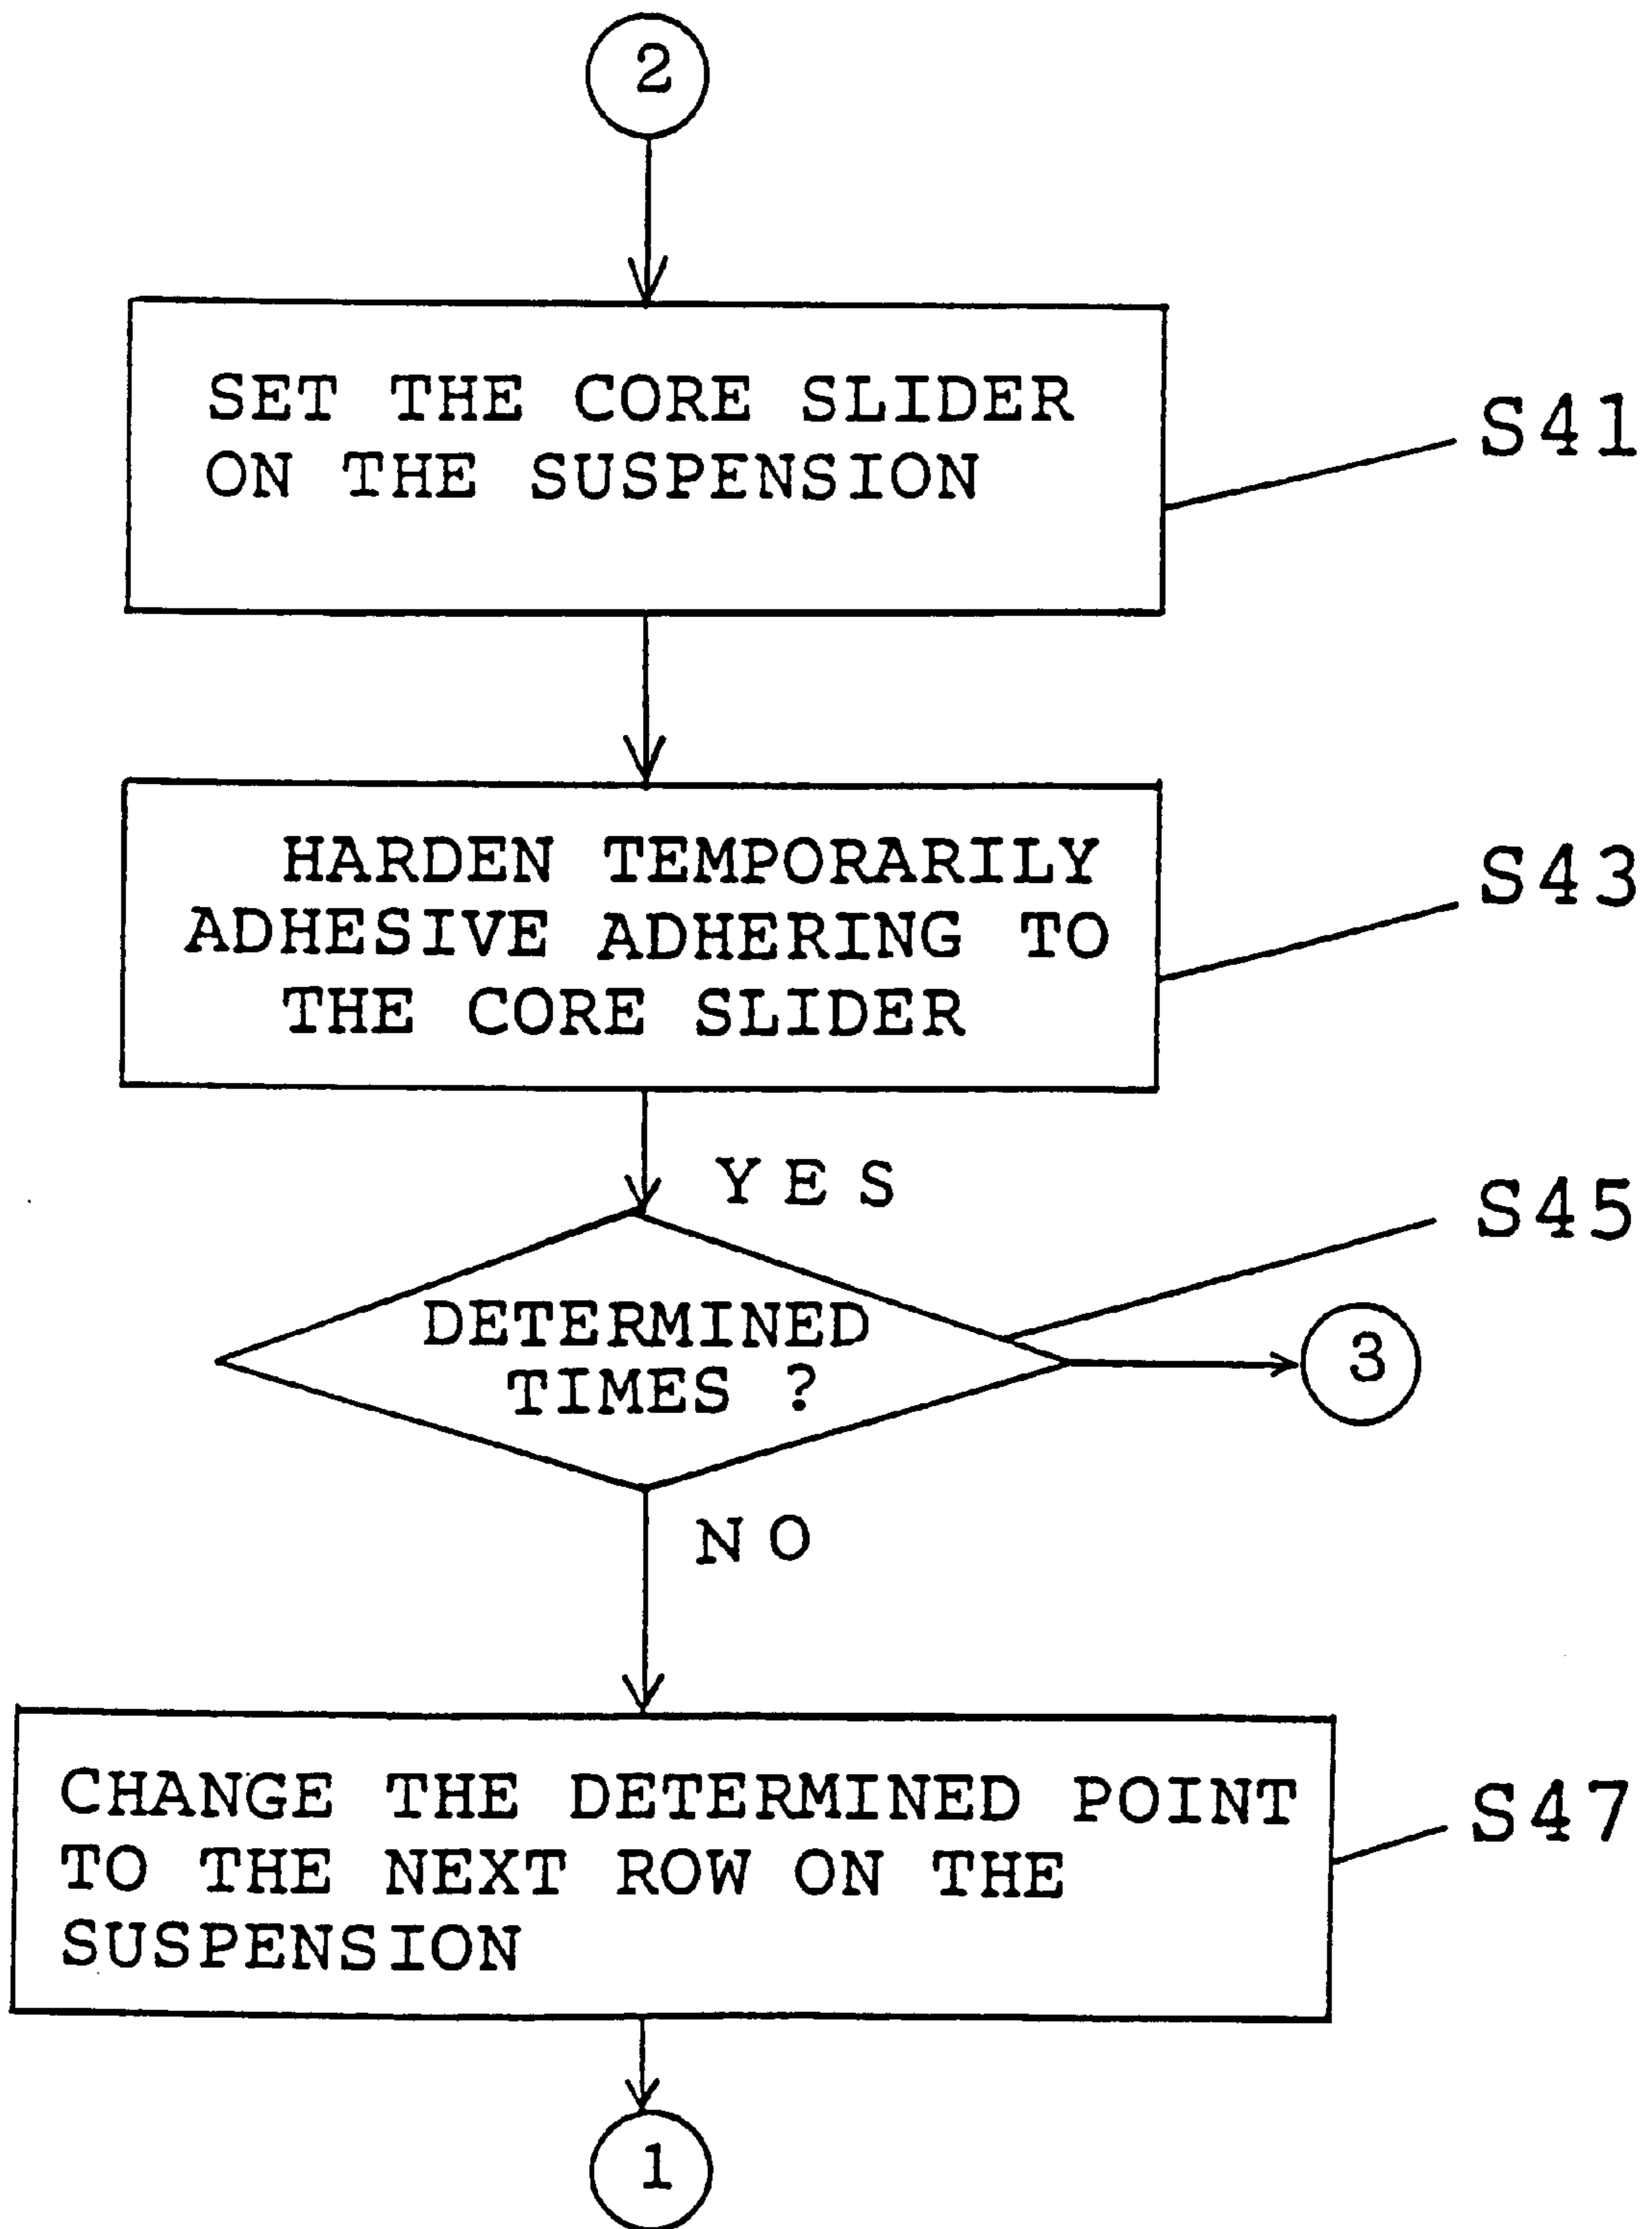 2
SET THE CORE SLIDER
ON THE SUSPENSION
S41
HARDEN TEMPORARILY
ADHESIVE ADHERING TO
THE CORE SLIDER
S43
YES
S45
DETERMINED
TIMES ?
3
NO
CHANGE THE DETERMINED POINT
TO THE NEXT ROW ON THE
SUSPENSION
S47
1